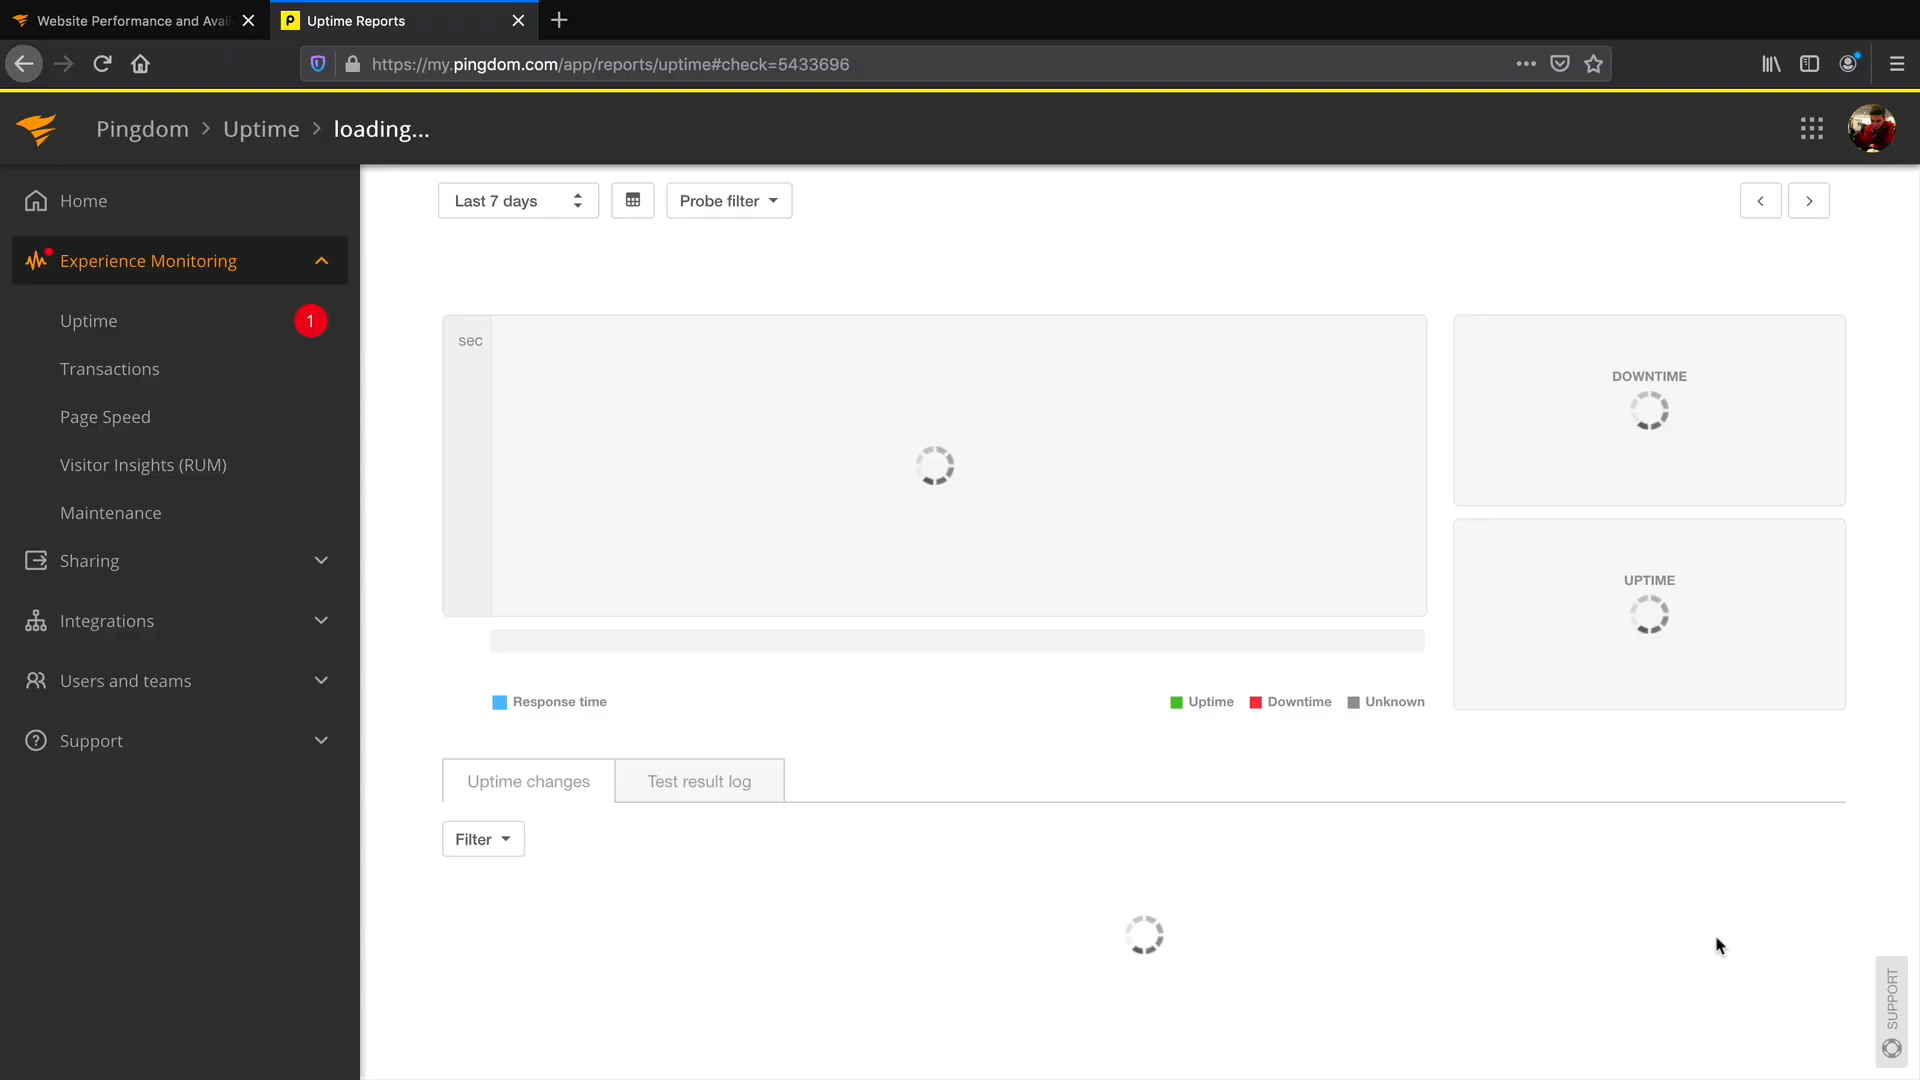 Website Performance and Avail
Uptime Reports
https://my.pingdom.com/app/reports/uptime#check=5433696
Pingdom > Uptime > loading...
Home
Experience Monitoring
Uptime 1
Transactions
Page Speed
Visitor Insights (RUM)
Maintenance
Sharing
Integrations
Users and teams
Support
Last 7 days
Probe filter
sec
DOWNTIME
UPTIME
Response time
Uptime Downtime Unknown
Uptime changes Test result log
Filter
SUPPORT